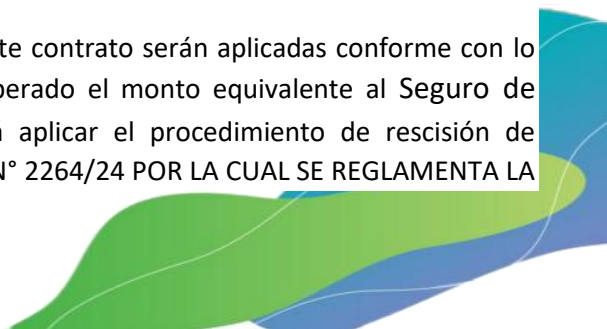 te contrato serán aplicadas conforme con lo
perado el monto equivalente al Seguro de
aplicar el procedimiento de rescisión de
N° 2264/24 POR LA CUAL SE REGLAMENTA LA